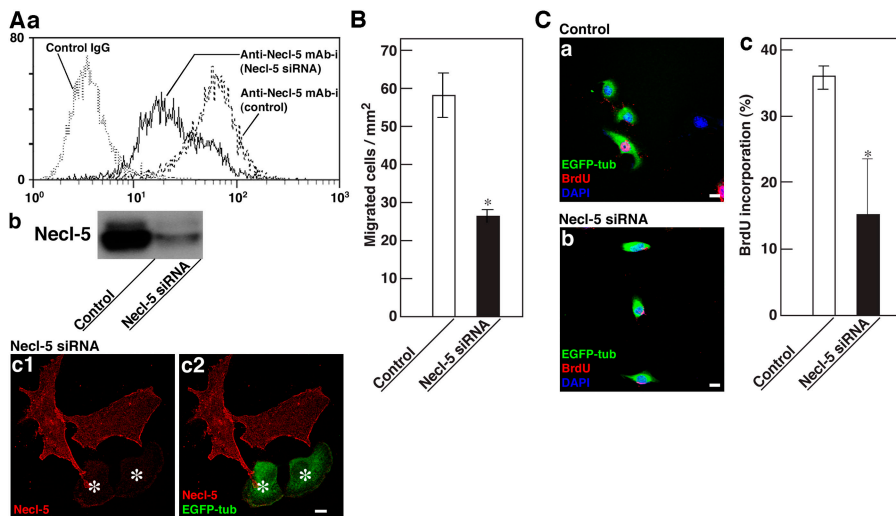 Aa
80
60
0
Control IgG
Anti-Necl-5 mAb-i
(Necl-5 siRNA)
Anti-Necl-5 mAb-i
(control)
10⁰
10¹
10²
10³
b
Necl-5
Control
Necl-5 siRNA
Necl-5 siRNA
c1
Necl-5
c2
Necl-5
EGFP-tub
B
Migrated cells / mm²
70
60
50
40
30
20
10
0
*
Control
Necl-5 siRNA
C
Control
a
EGFP-tub
BrdU
DAPI
Necl-5 siRNA
b
EGFP-tub
BrdU
DAPI
c
BrdU incorporation (%)
40
30
20
10
0
*
Control
Necl-5 siRNA